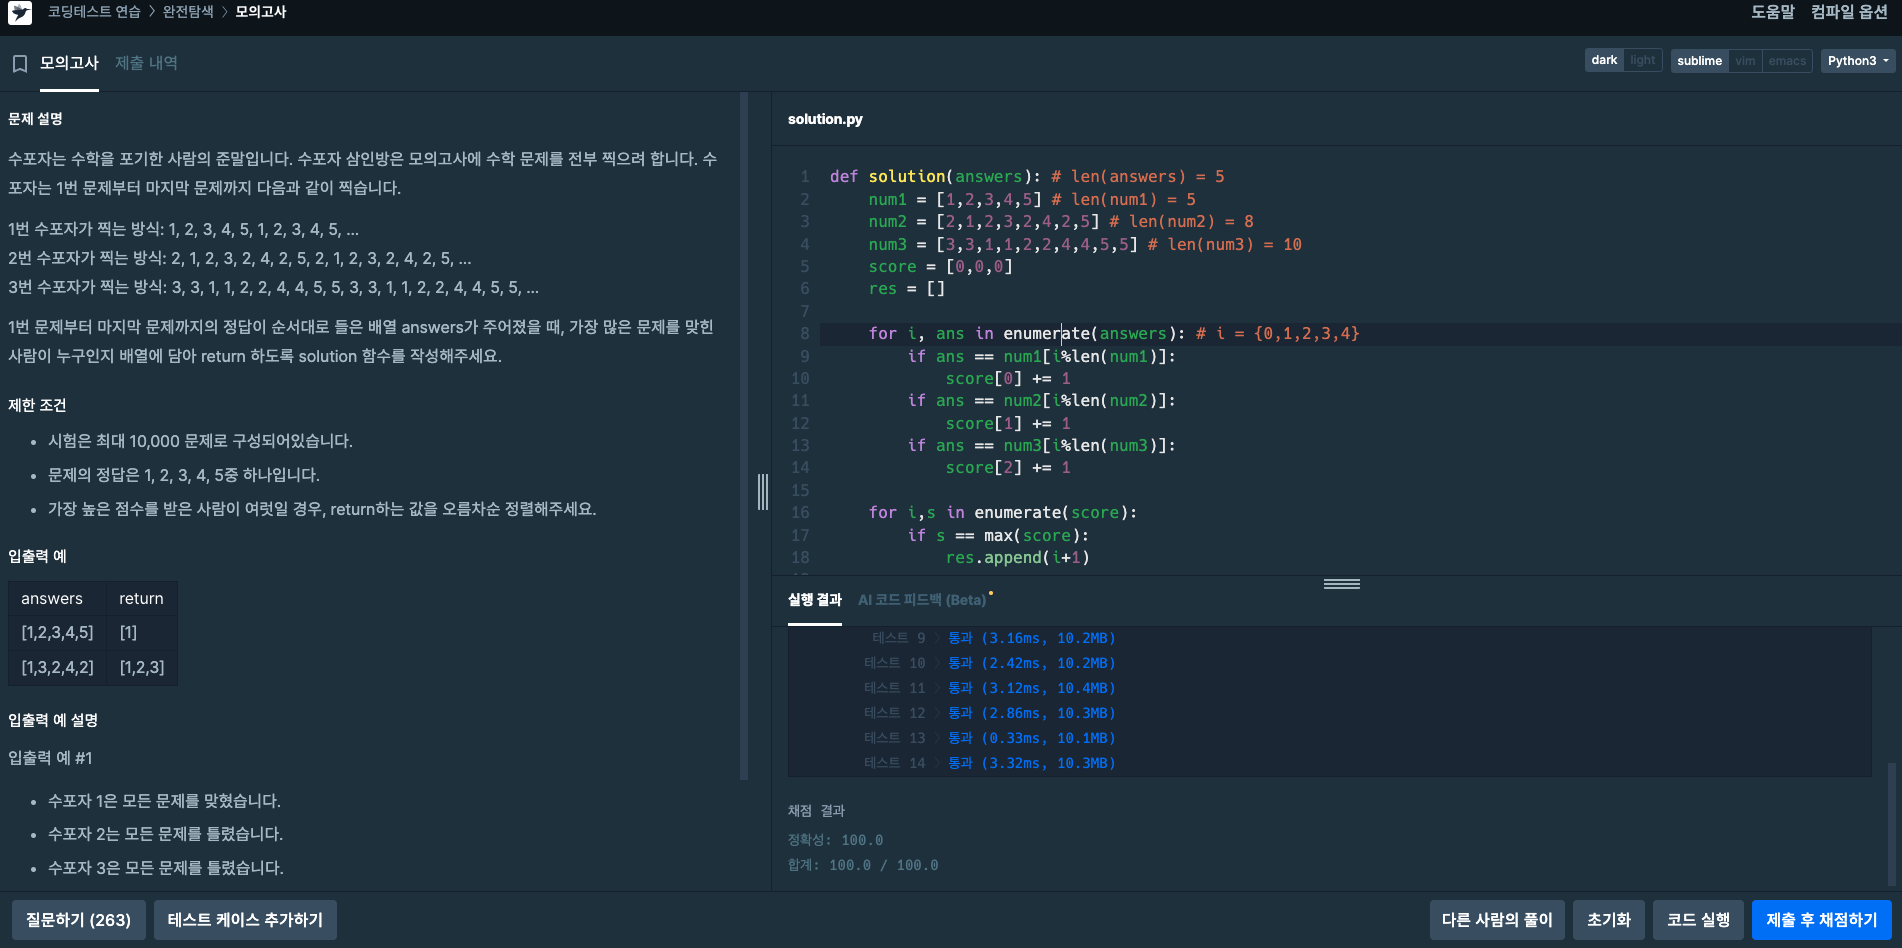 코딩테스트 연습 > 완전탐색 > 모의고사
도움말 컴파일 옵션
모의고사 제출 내역
dark light sublime vim emacs Python3
문제 설명
수포자는 수학을 포기한 사람의 준말입니다. 수포자 삼인방은 모의고사에 수학 문제를 전부 찍으려 합니다. 수
포자는 1번 문제부터 마지막 문제까지 다음과 같이 찍습니다.
1번 수포자가 찍는 방식: 1, 2, 3, 4, 5, 1, 2, 3, 4, 5, ...
2번 수포자가 찍는 방식: 2, 1, 2, 3, 2, 4, 2, 5, 2, 1, 2, 3, 2, 4, 2, 5, ...
3번 수포자가 찍는 방식: 3, 3, 1, 1, 2, 2, 4, 4, 5, 5, 3, 3, 1, 1, 2, 2, 4, 4, 5, 5, ...
1번 문제부터 마지막 문제까지의 정답이 순서대로 들은 배열 answers가 주어졌을 때, 가장 많은 문제를 맞힌
사람이 누구인지 배열에 담아 return 하도록 solution 함수를 작성해주세요.
제한 조건
• 시험은 최대 10,000 문제로 구성되어있습니다.
• 문제의 정답은 1, 2, 3, 4, 5중 하나입니다.
• 가장 높은 점수를 받은 사람이 여럿일 경우, return하는 값을 오름차순 정렬해주세요.
입출력 예
answers return
[1,2,3,4,5] [1]
[1,3,2,4,2] [1,2,3]
입출력 예 설명
입출력 예 #1
• 수포자 1은 모든 문제를 맞혔습니다.
• 수포자 2는 모든 문제를 틀렸습니다.
• 수포자 3은 모든 문제를 틀렸습니다.
solution.py
1 def solution(answers): # len(answers) = 5
2 num1 = [1,2,3,4,5] # len(num1) = 5
3 num2 = [2,1,2,3,2,4,2,5] # len(num2) = 8
4 num3 = [3,3,1,1,2,2,4,4,5,5] # len(num3) = 10
5 score = [0,0,0]
6 res = []
7
8 for i, ans in enumerate(answers): # i = {0,1,2,3,4}
9 if ans == num1[i%len(num1)]:
10 score[0] += 1
11 if ans == num2[i%len(num2)]:
12 score[1] += 1
13 if ans == num3[i%len(num3)]:
14 score[2] += 1
15
16 for i,s in enumerate(score):
17 if s == max(score):
18 res.append(i+1)
실행 결과 AI 코드 피드백 (Beta)
테스트 9 > 통과 (3.16ms, 10.2MB)
테스트 10 > 통과 (2.42ms, 10.2MB)
테스트 11 > 통과 (3.12ms, 10.4MB)
테스트 12 > 통과 (2.86ms, 10.3MB)
테스트 13 > 통과 (0.33ms, 10.1MB)
테스트 14 > 통과 (3.32ms, 10.3MB)
채점 결과
정확성: 100.0
합계: 100.0 / 100.0
질문하기 (263) 테스트 케이스 추가하기
다른 사람의 풀이 초기화 코드 실행 제출 후 채점하기